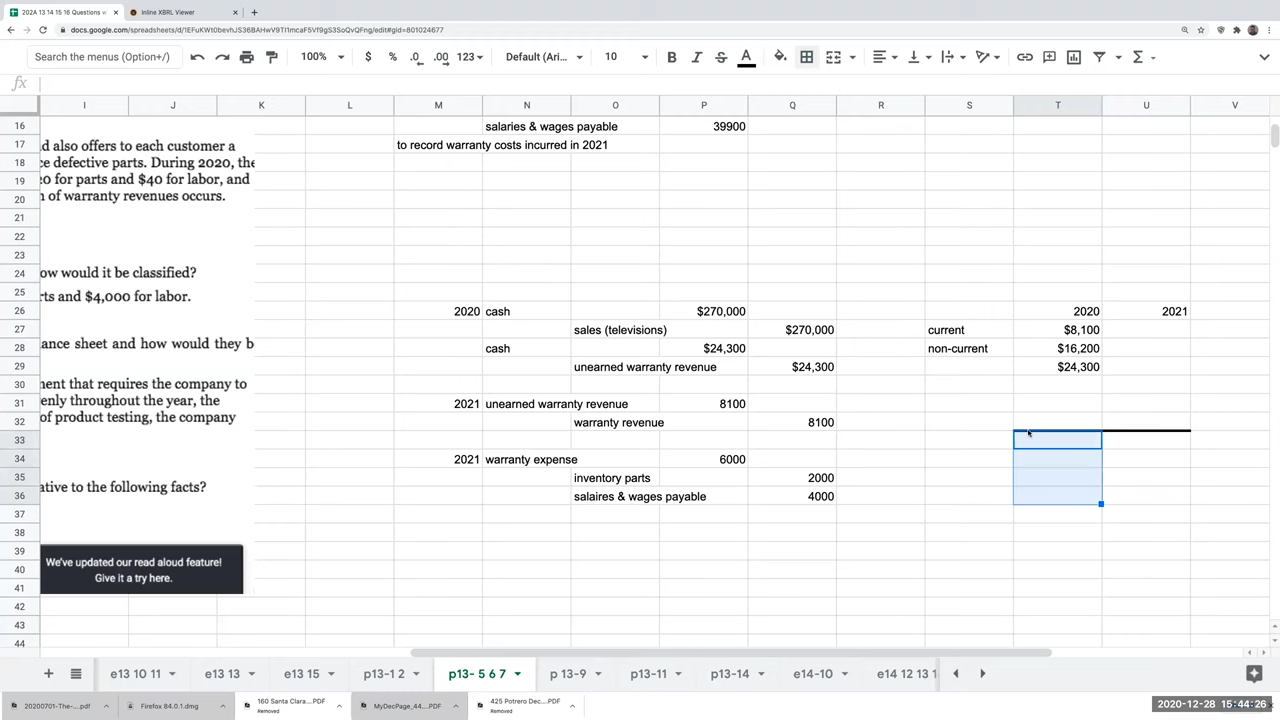 202A 13 14 15 16 Questions w
Inline XBRL Viewer
docs.google.com/spreadsheets/d/1EFuKWt0bevhJS36BAHwV9TI1mcaF5Vf9gS3SoQvQFng/edit#gid=801024677
Search the menus (Option+/)
100%
$ % .0 .00 123
Default (Ari...
10
B I S A
fx
I J K L M N O P Q R S T U V
16 salaries & wages payable 39900
17 to record warranty costs incurred in 2021
18
19
20
21
22
23
24
25
26 2020 cash $270,000 2020 2021
27 sales (televisions) $270,000 current $8,100
28 cash $24,300 non-current $16,200
29 unearned warranty revenue $24,300 $24,300
30
31 2021 unearned warranty revenue 8100
32 warranty revenue 8100
33
34 2021 warranty expense 6000
35 inventory parts 2000
36 salaires & wages payable 4000
37
38
39
40
41
42
43
44
d also offers to each customer a
ce defective parts. During 2020, the
20 for parts and $40 for labor, and
n of warranty revenues occurs.
ow would it be classified?
rts and $4,000 for labor.
ance sheet and how would they b
nent that requires the company to
enly throughout the year, the
of product testing, the company
ative to the following facts?
We've updated our read aloud feature!
Give it a try here.
e13 10 11
e13 13
e13 15
p13-1 2
p13- 5 6 7
p 13-9
p13-11
p13-14
e14-10
e14 12 13 1
20200701-The-....pdf
Firefox 84.0.1.dmg
160 Santa Clara....PDF
Removed
MyDecPage_44....PDF
425 Potrero Dec....PDF
Removed
2020-12-28 15:44:26